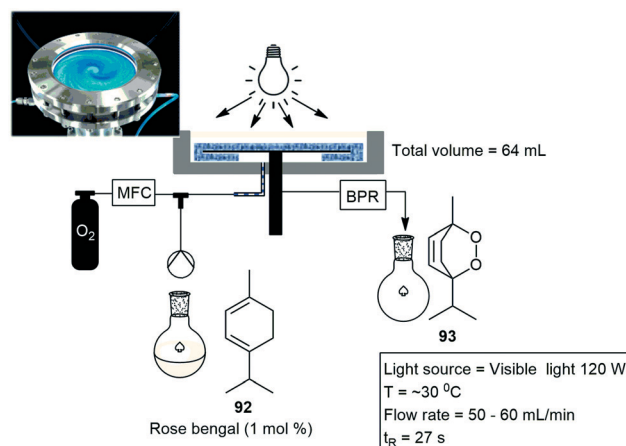 Total volume = 64 mL
MFC
BPR
O₂
O
O
93
92
Rose bengal (1 mol %)
Light source = Visible light 120 W
T = ~30 ⁰C
Flow rate = 50 - 60 mL/min
tR = 27 s